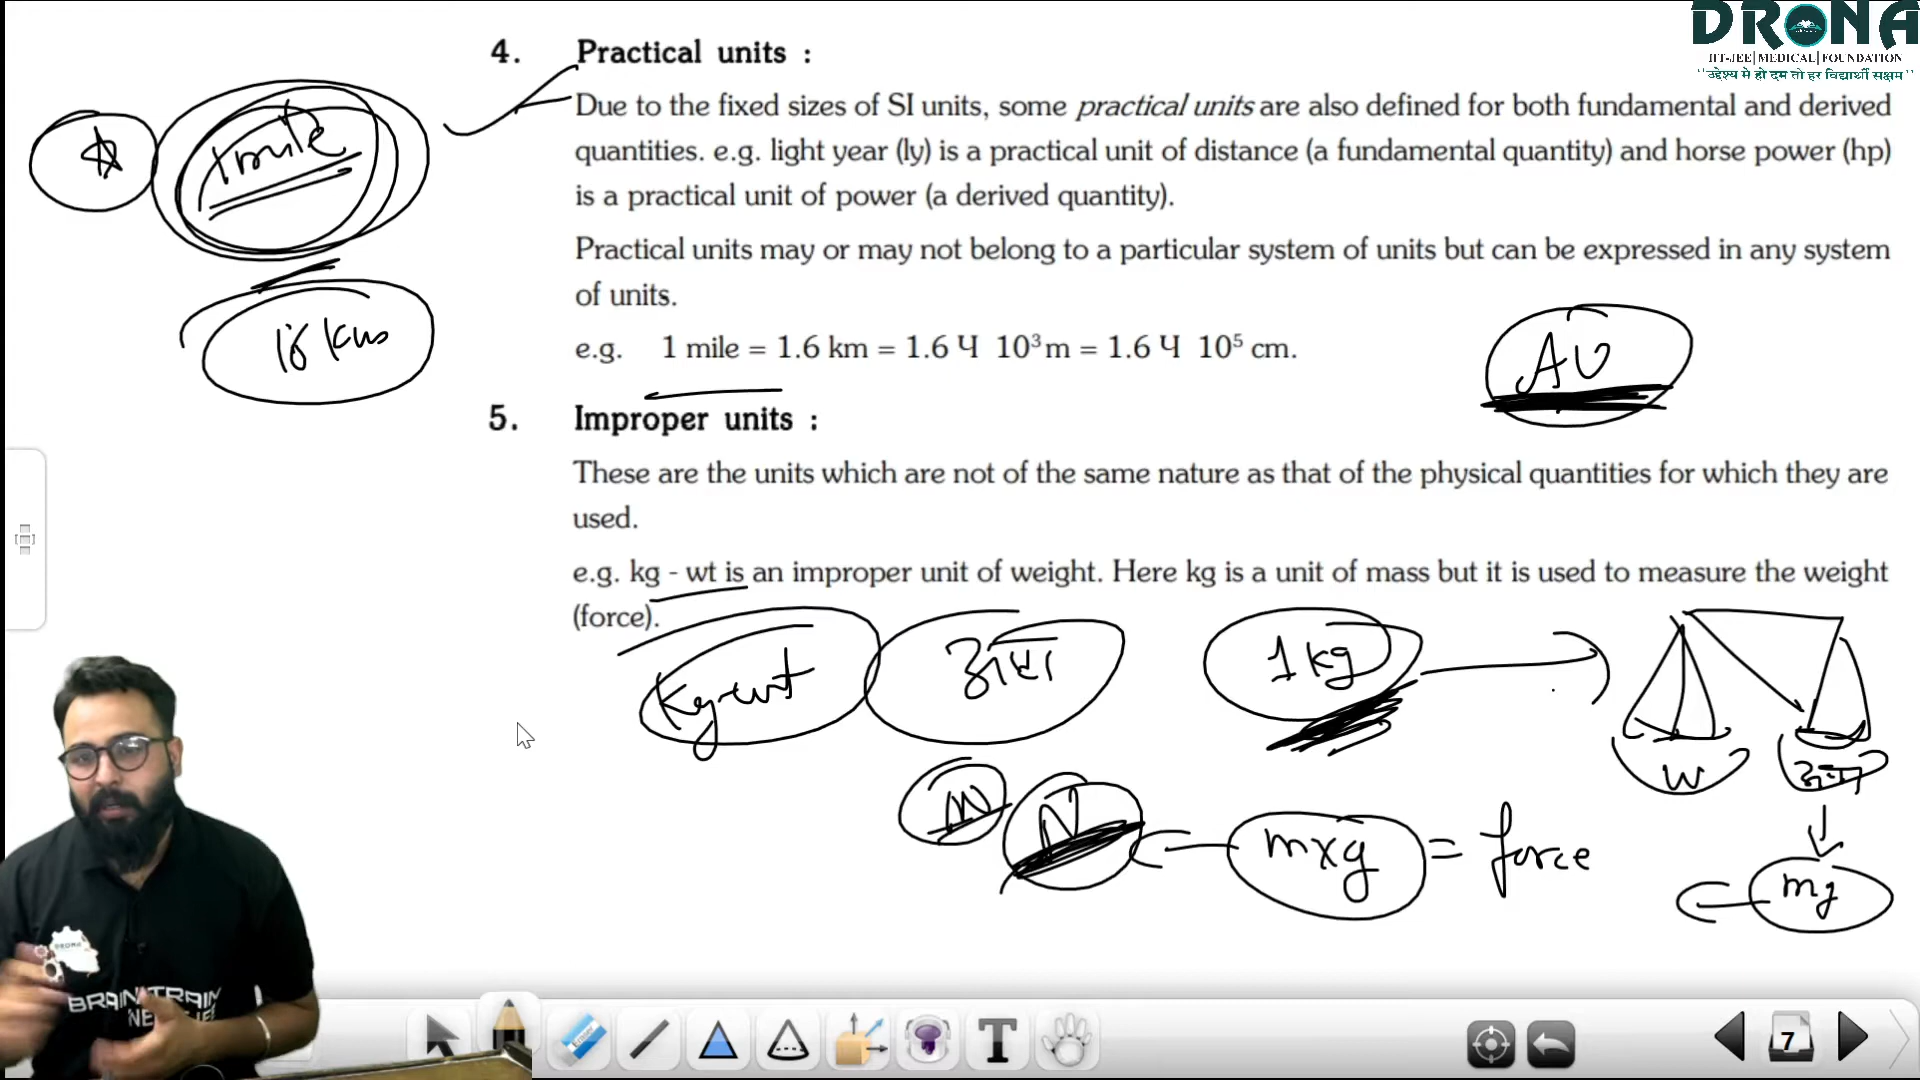 DRONA
IIT-JEE|MEDICAL|FOUNDATION
"उद्देश्य मे हो दम तो हर विद्यार्थी सक्षम"
4. Practical units :
Due to the fixed sizes of SI units, some practical units are also defined for both fundamental and derived
quantities. e.g. light year (ly) is a practical unit of distance (a fundamental quantity) and horse power (hp)
is a practical unit of power (a derived quantity).
Practical units may or may not belong to a particular system of units but can be expressed in any system
of units.
e.g. 1 mile = 1.6 km = 1.6 Ч 10³ m = 1.6 Ч 10⁵ cm.
AU
5. Improper units :
These are the units which are not of the same nature as that of the physical quantities for which they are
used.
e.g. kg - wt is an improper unit of weight. Here kg is a unit of mass but it is used to measure the weight
(force).
Kg-wt
1 kg
W
N
m×g = force
mg
DRONA
BRAIN TRAIN
T
7